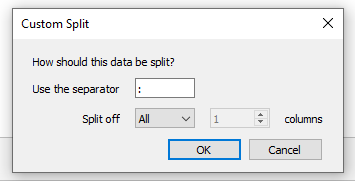 Custom Split
How should this data be split?
Use the separator :
Split off All 1 columns
OK Cancel